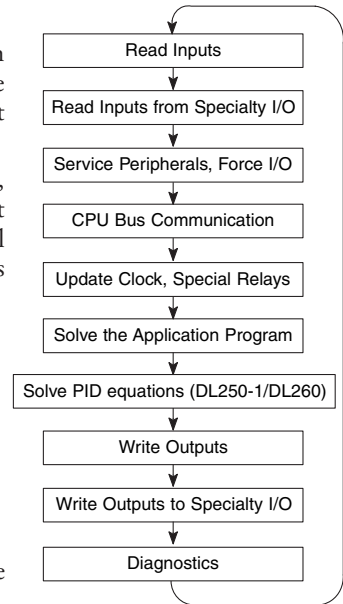 Read Inputs
Read Inputs from Specialty I/O
Service Peripherals, Force I/O
CPU Bus Communication
Update Clock, Special Relays
Solve the Application Program
Solve PID equations (DL250-1/DL260)
Write Outputs
Write Outputs to Specialty I/O
Diagnostics